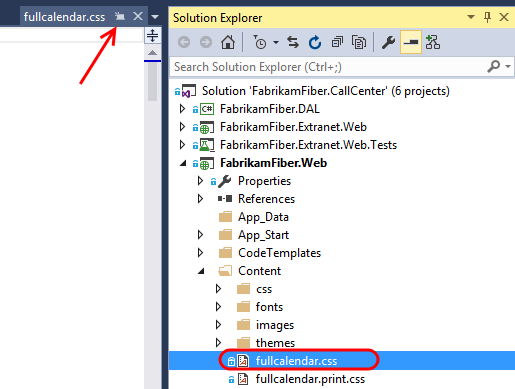 fullcalendar.css
Solution Explorer
Search Solution Explorer (Ctrl+;)
Solution 'FabrikamFiber.CallCenter' (6 projects)
C# FabrikamFiber.DAL
FabrikamFiber.Extranet.Web
FabrikamFiber.Extranet.Web.Tests
FabrikamFiber.Web
Properties
References
App_Data
App_Start
CodeTemplates
Content
css
fonts
images
themes
fullcalendar.css
fullcalendar.print.css